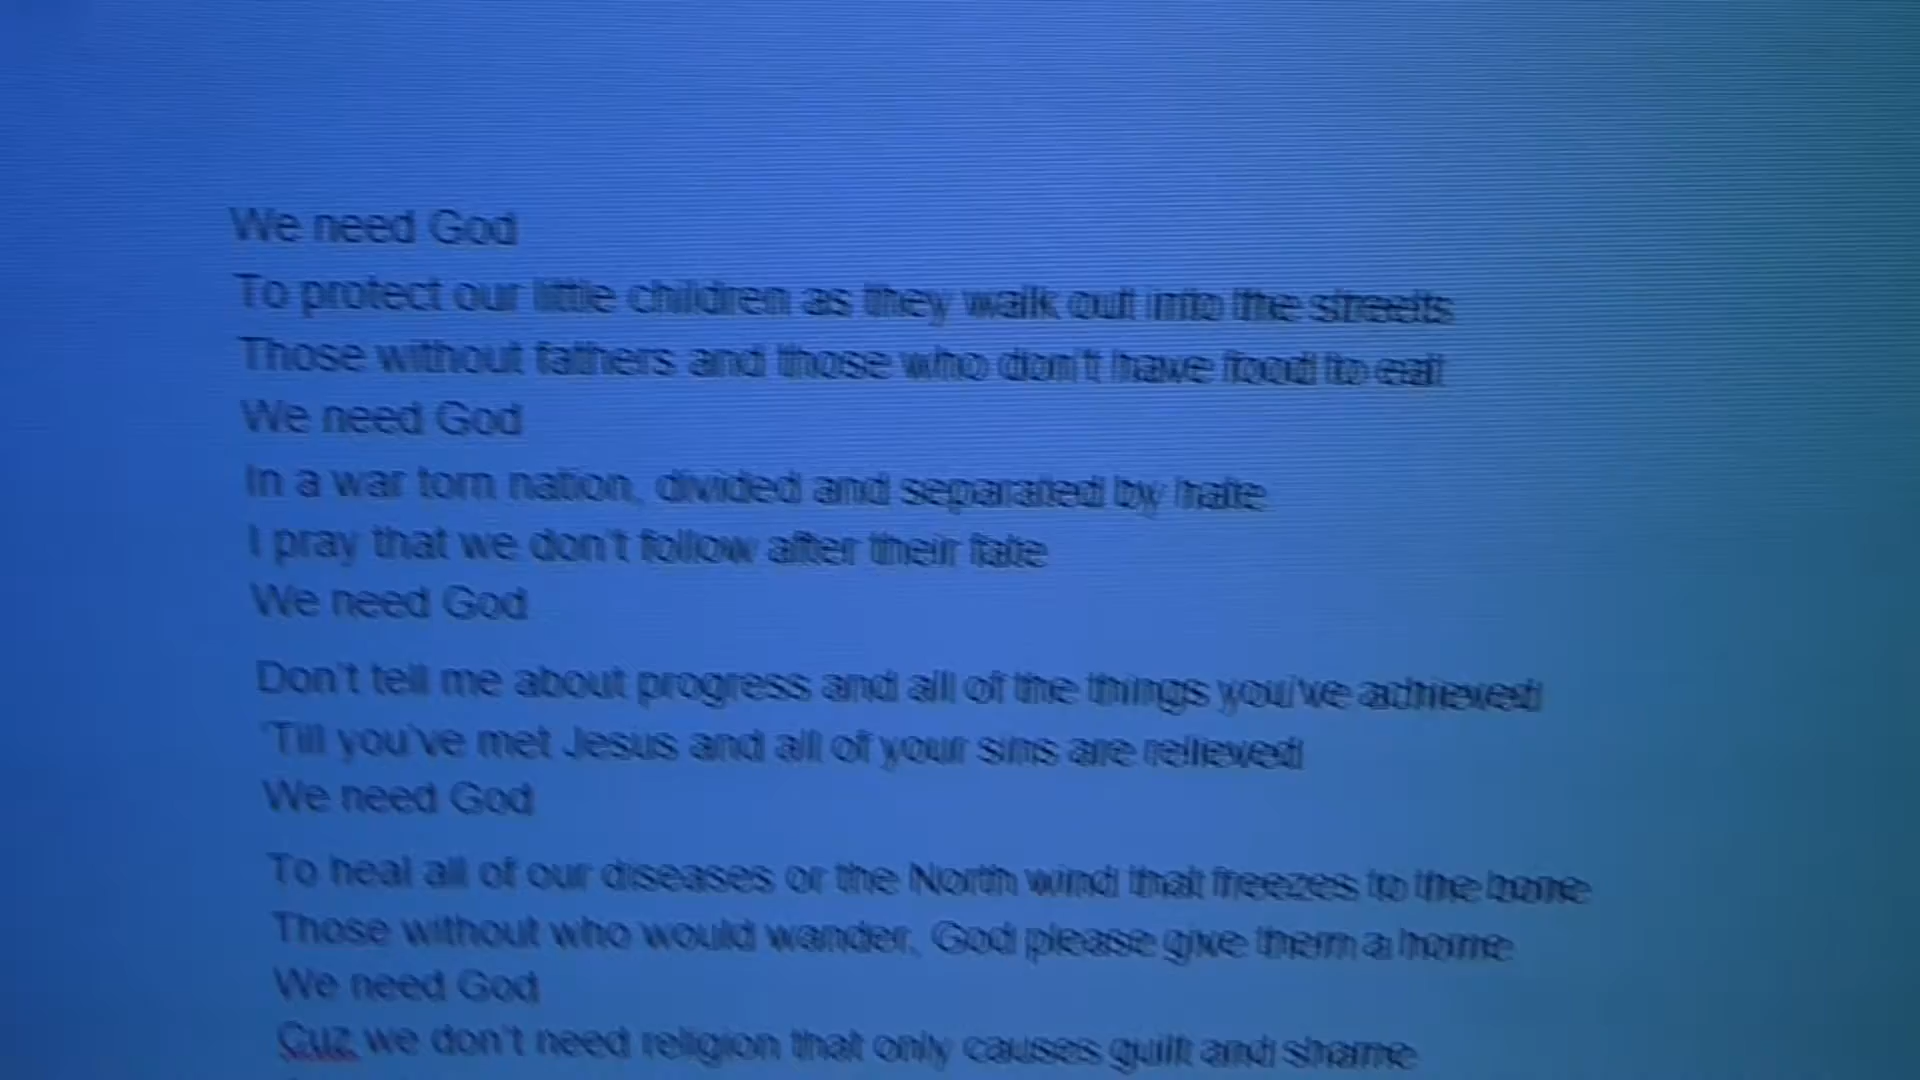 We need God
To protect our little children as they walk out into the streets
Those without fathers and those who don't have food to eat
We need God
In a war torn nation, divided and separated by hate
I pray that we don't follow after their fate
We need God
Don't tell me about progress and all of the things you've achieved
'Till you've met Jesus and all of your sins are relieved
We need God
To heal all of our diseases or the North wind that freezes to the bone
Those without who would wander, God please give them a home
We need God
Cuz we don't need religion that only causes guilt and shame